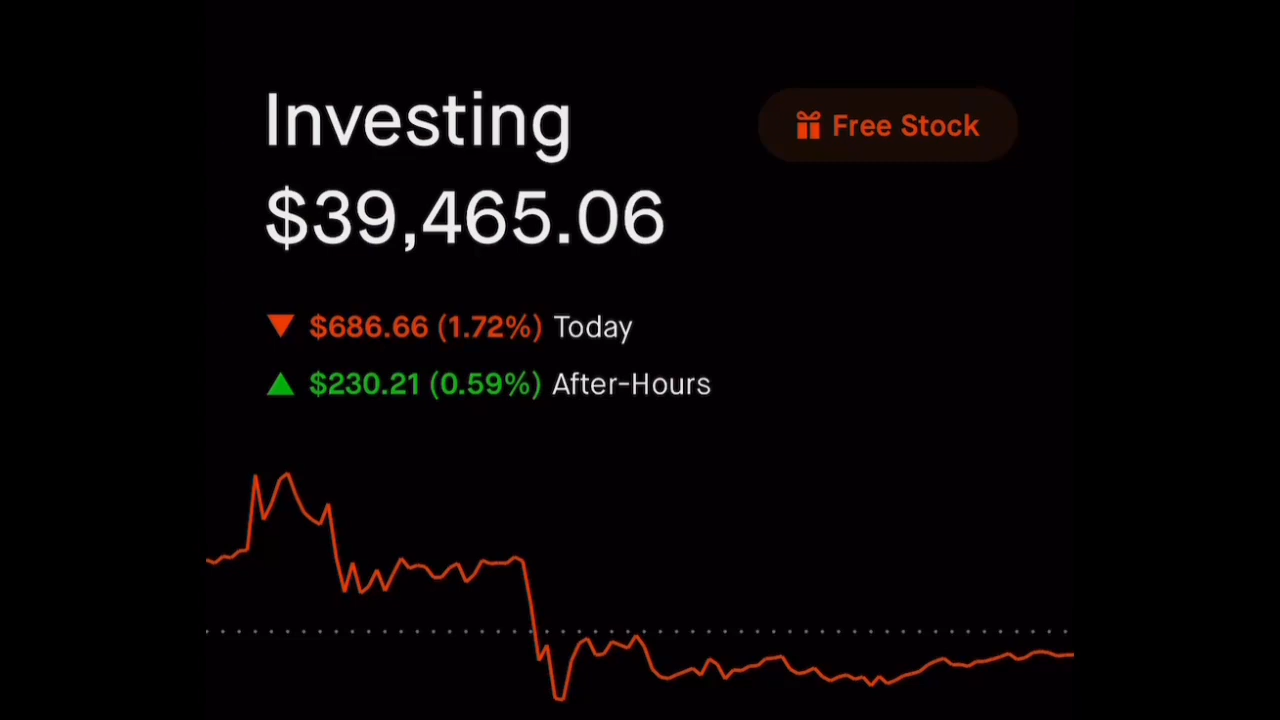 Investing
Free Stock
$39,465.06
▼ $686.66 (1.72%) Today
▲ $230.21 (0.59%) After-Hours